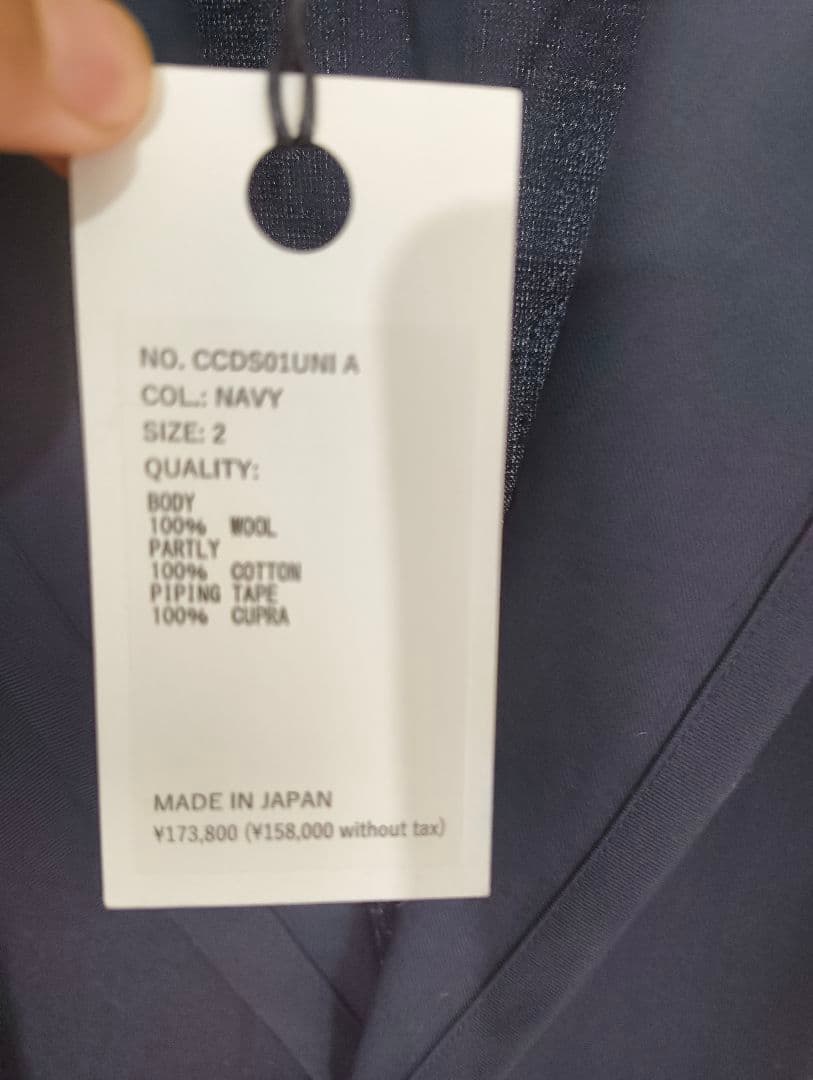 NO. CCDS01UNI A
COL.: NAVY
SIZE: 2
QUALITY:
BODY
100% WOOL
PARTLY
100% COTTON
PIPING TAPE
100% CUPRA
MADE IN JAPAN
¥173,800 (¥158,000 without tax)